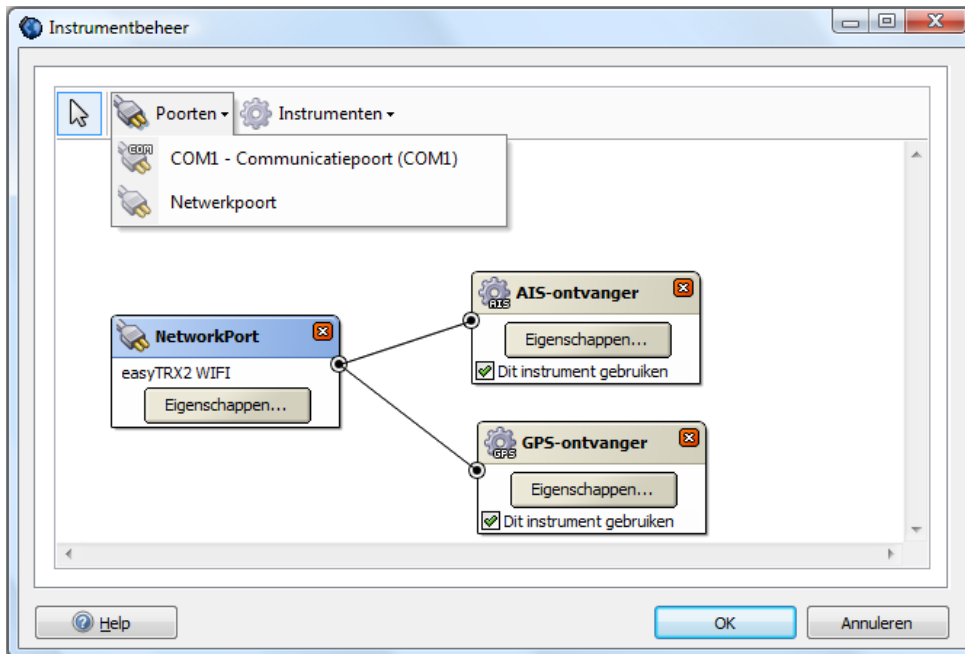 Instrumentbeheer
Poorten
Instrumenten
COM
COM1 - Communicatiepoort (COM1)
Netwerkpoort
AIS
AIS-ontvanger
Eigenschappen...
Dit instrument gebruiken
NetworkPort
easyTRX2 WIFI
Eigenschappen...
GPS
GPS-ontvanger
Eigenschappen...
Dit instrument gebruiken
Help
OK
Annuleren